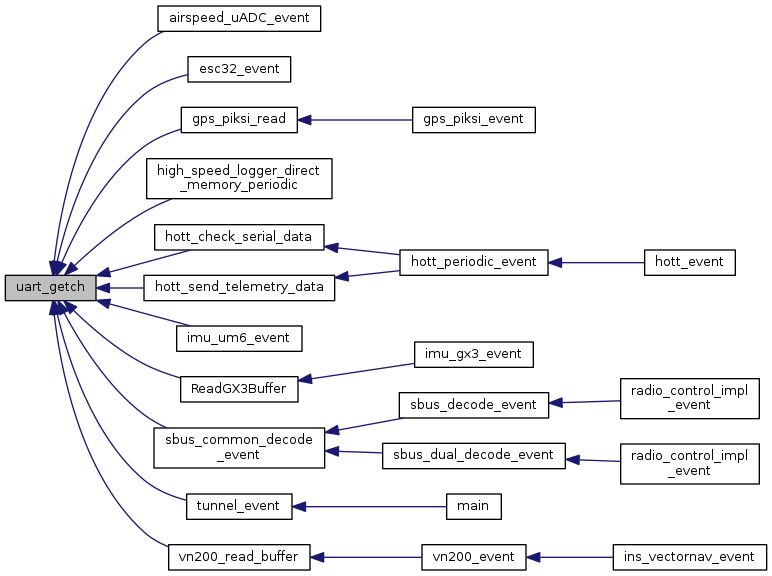 airspeed_uADC_event
esc32_event
gps_piksi_read
gps_piksi_event
high_speed_logger_direct
_memory_periodic
hott_check_serial_data
hott_periodic_event
hott_event
uart_getch
hott_send_telemetry_data
imu_um6_event
imu_gx3_event
ReadGX3Buffer
sbus_decode_event
radio_control_impl
_event
sbus_common_decode
_event
sbus_dual_decode_event
radio_control_impl
_event
tunnel_event
main
vn200_read_buffer
vn200_event
ins_vectornav_event